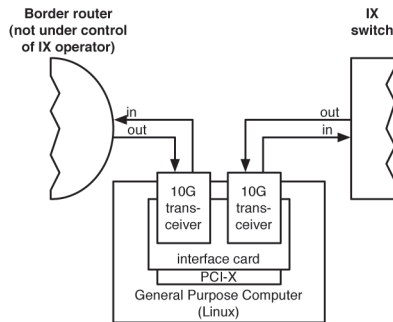 Border router
(not under control
of IX operator)
IX
switch
in
out
out
in
10G
trans-
ceiver
10G
trans-
ceiver
interface card
PCI-X
General Purpose Computer
(Linux)